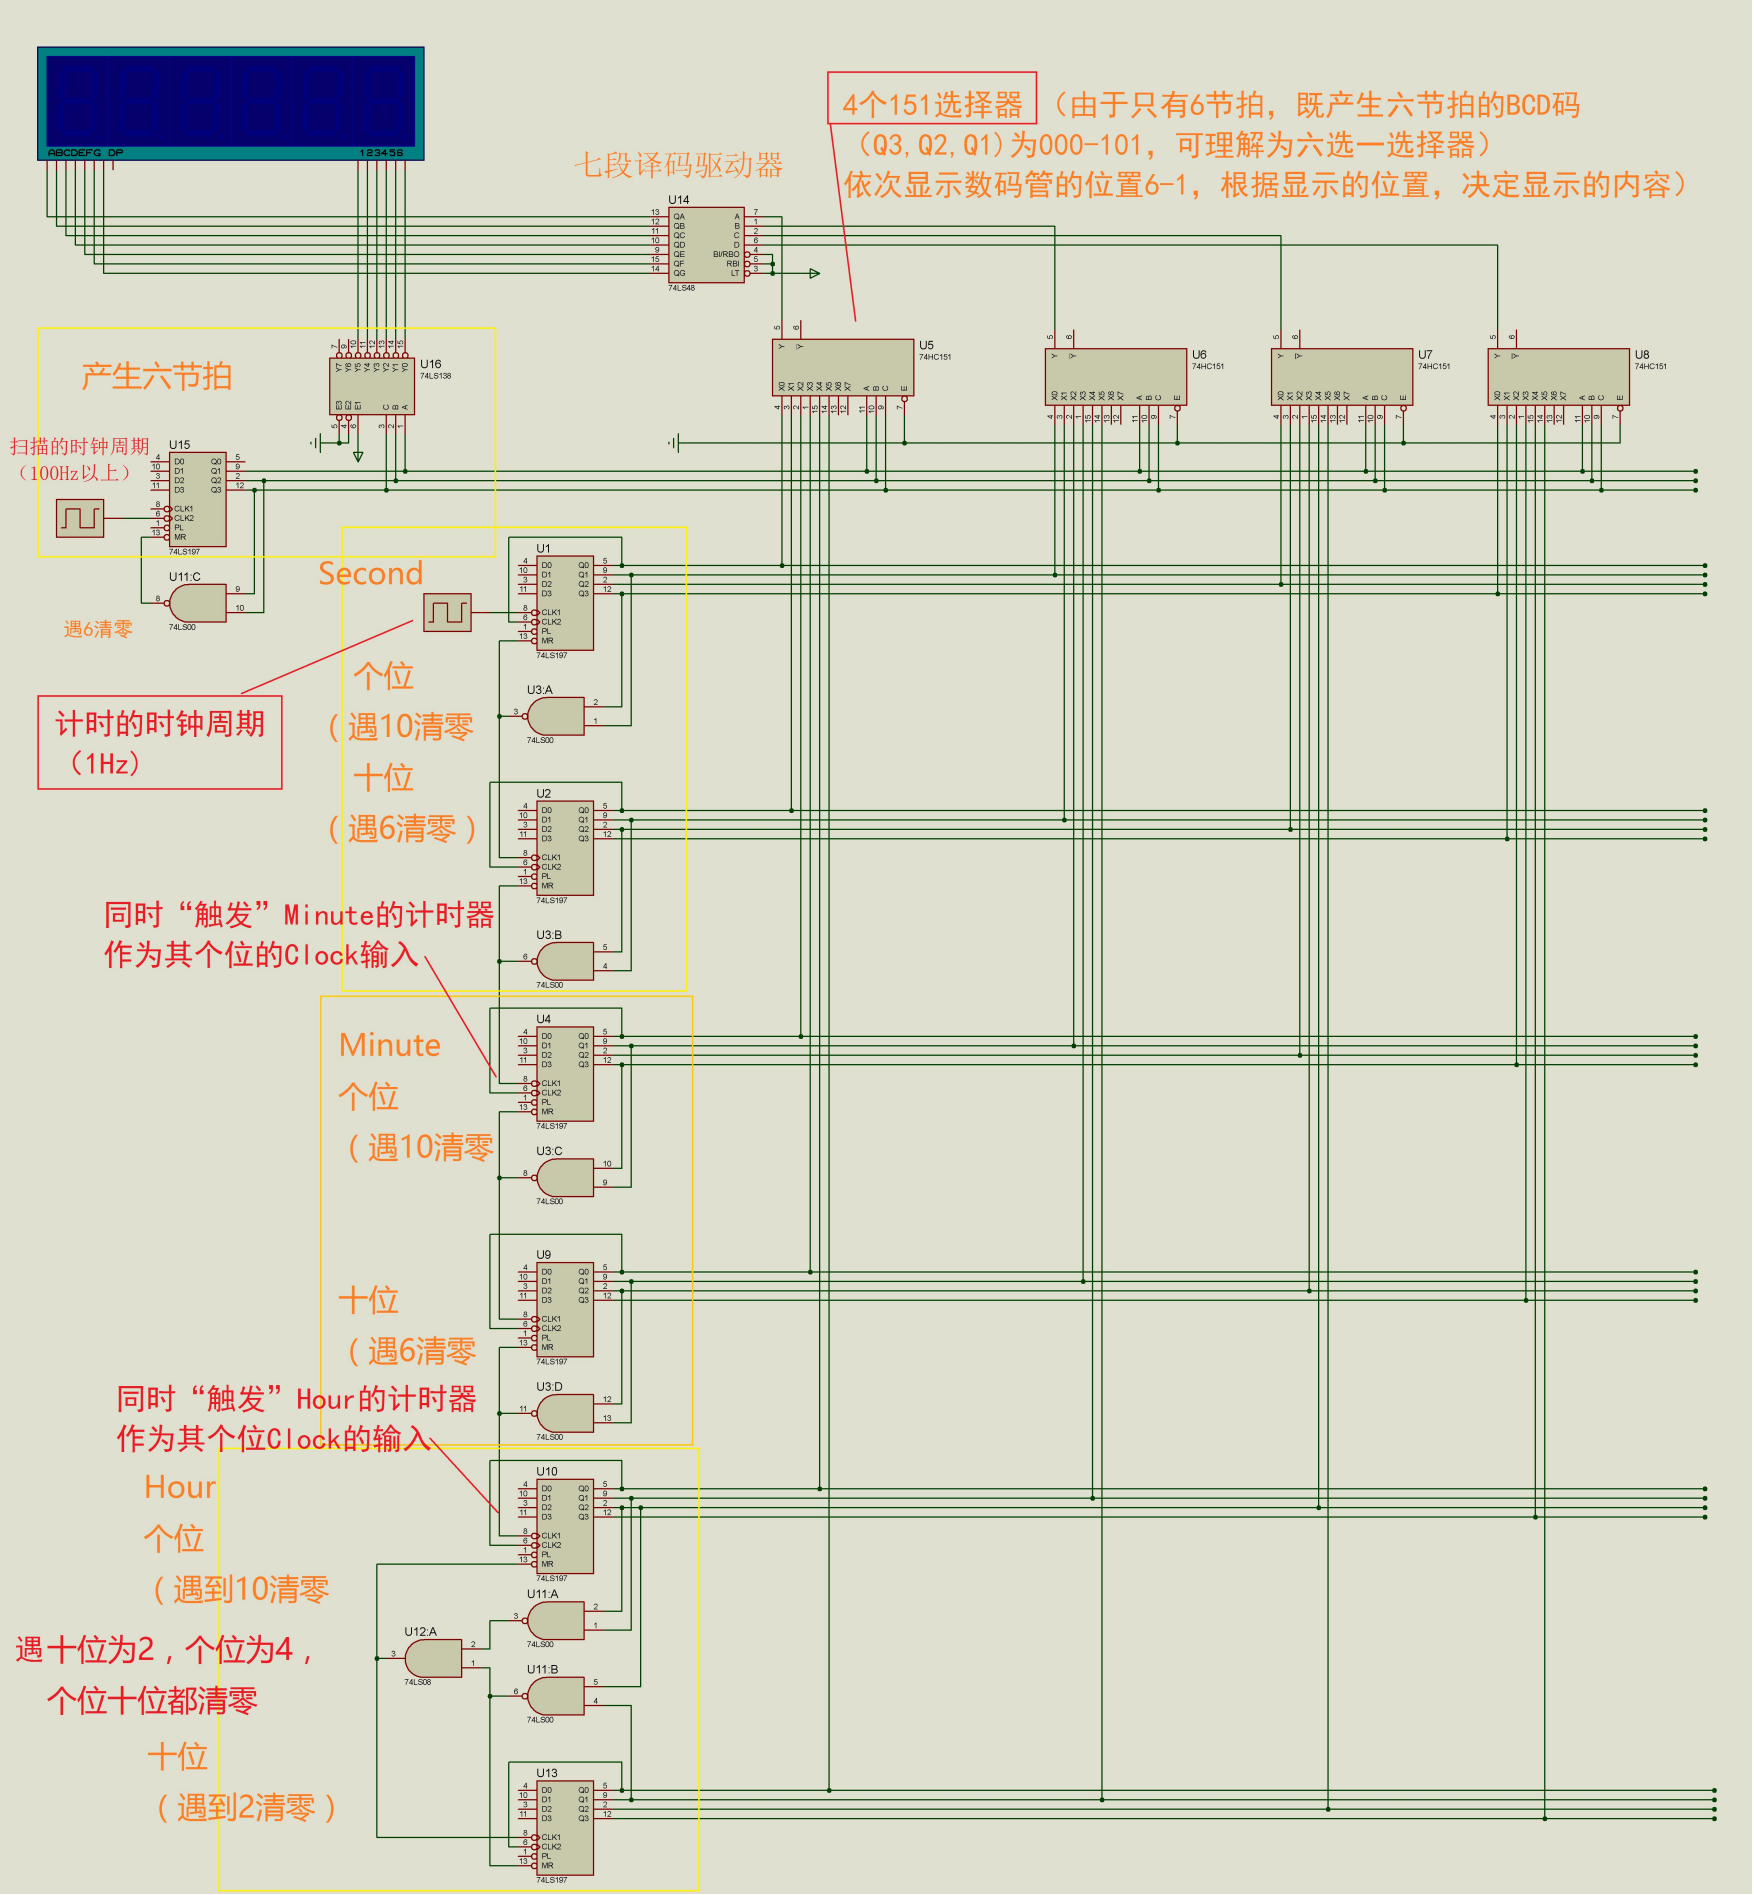 ABCDEFG DP
123456
4个151选择器
（由于只有6节拍，既产生六节拍的BCD码
（Q3,Q2,Q1)为000-101，可理解为六选一选择器）
依次显示数码管的位置6-1，根据显示的位置，决定显示的内容）
七段译码驱动器
U14
74LS48
产生六节拍
U16
74LS138
扫描的时钟周期
（100Hz以上）
U15
74LS197
U11:C
74LS00
遇6清零
U5
74HC151
U6
74HC151
U7
74HC151
U8
74HC151
Second
U1
74LS197
个位
（遇10清零
U3:A
74LS00
计时的时钟周期
（1Hz)
十位
（遇6清零）
U2
74LS197
同时“触发”Minute的计时器
作为其个位的Clock输入
U3:B
74LS00
Minute
个位
（遇10清零
U4
74LS197
U3:C
74LS00
十位
（遇6清零
U9
74LS197
同时“触发”Hour的计时器
作为其个位Clock的输入
U3:D
74LS00
Hour
个位
（遇到10清零
U10
74LS197
遇十位为2，个位为4，
个位十位都清零
U11:A
74LS00
U12:A
74LS08
U11:B
74LS00
十位
（遇到2清零）
U13
74LS197